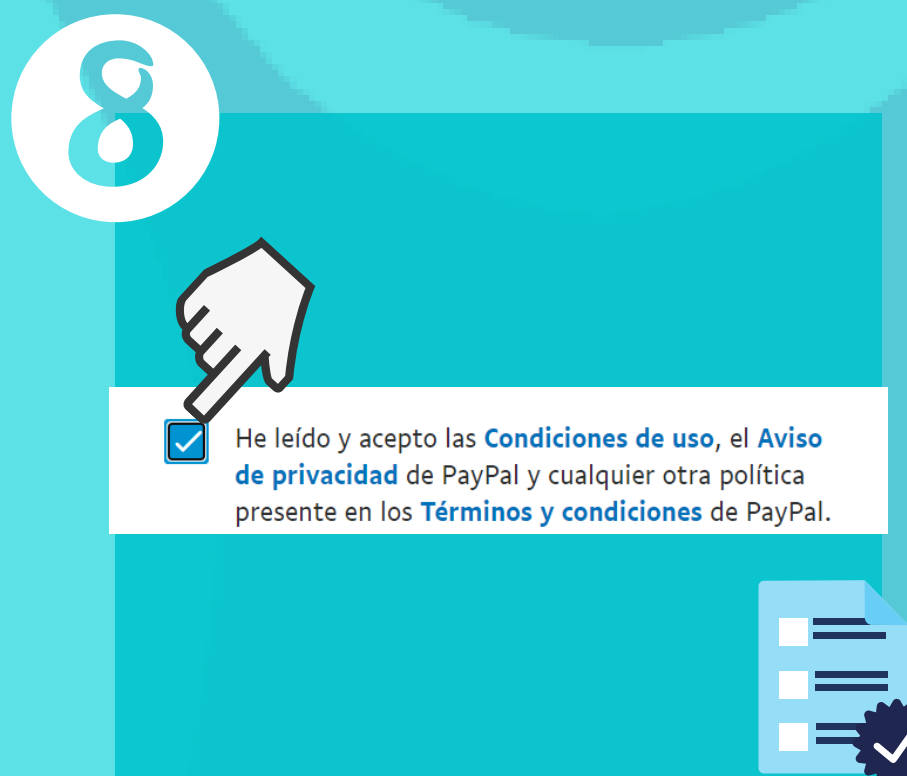 8
He leído y acepto las Condiciones de uso, el Aviso
de privacidad de PayPal y cualquier otra política
presente en los Términos y condiciones de PayPal.